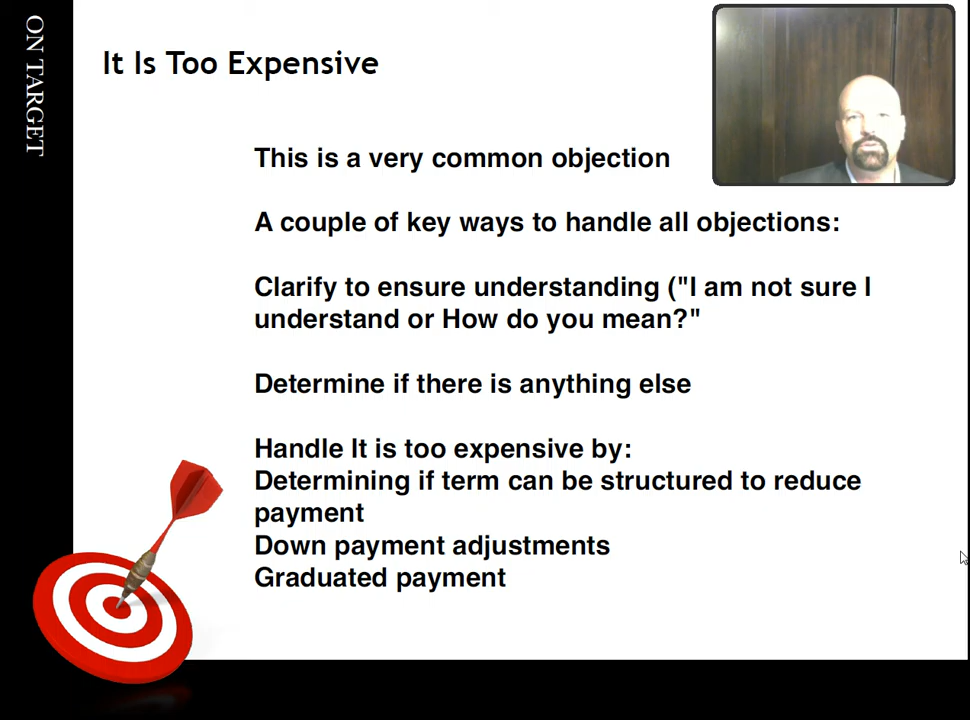 ON TARGET
It Is Too Expensive
This is a very common objection
A couple of key ways to handle all objections:
Clarify to ensure understanding ("I am not sure I
understand or How do you mean?"
Determine if there is anything else
Handle It is too expensive by:
Determining if term can be structured to reduce
payment
Down payment adjustments
Graduated payment